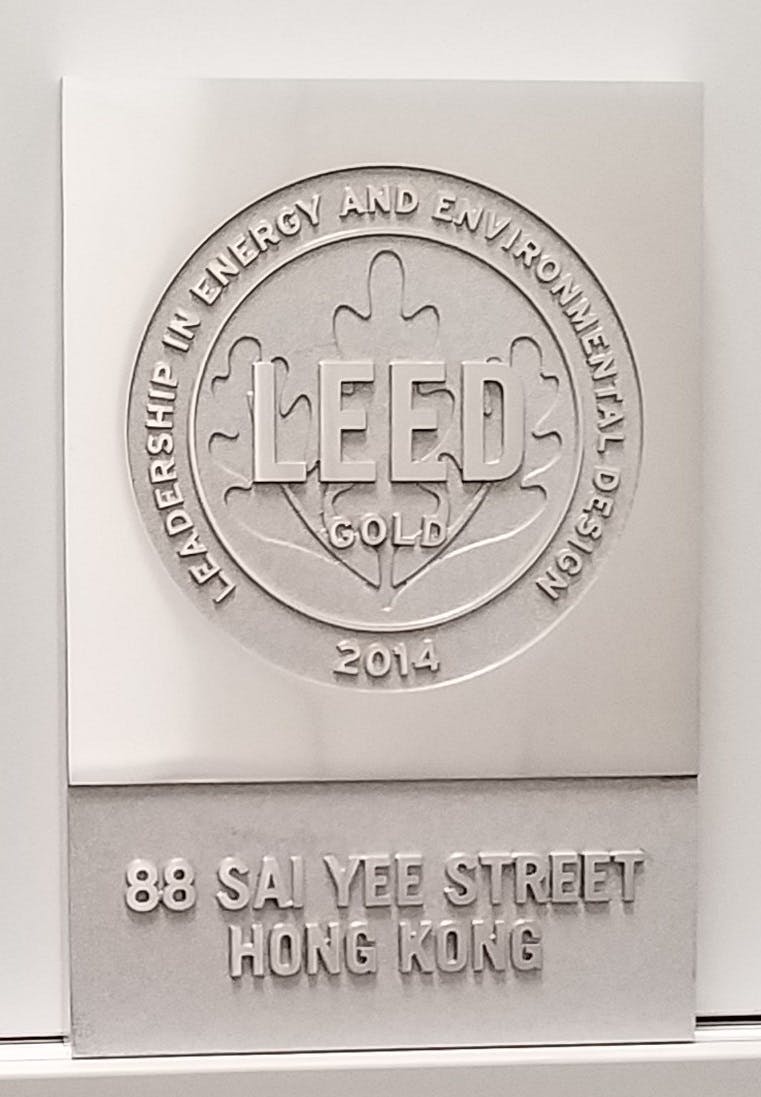 LEADERSHIP IN ENERGY AND ENVIRONMENTAL DESIGN
LEED
GOLD
2014
88 SAI YEE STREET
HONG KONG